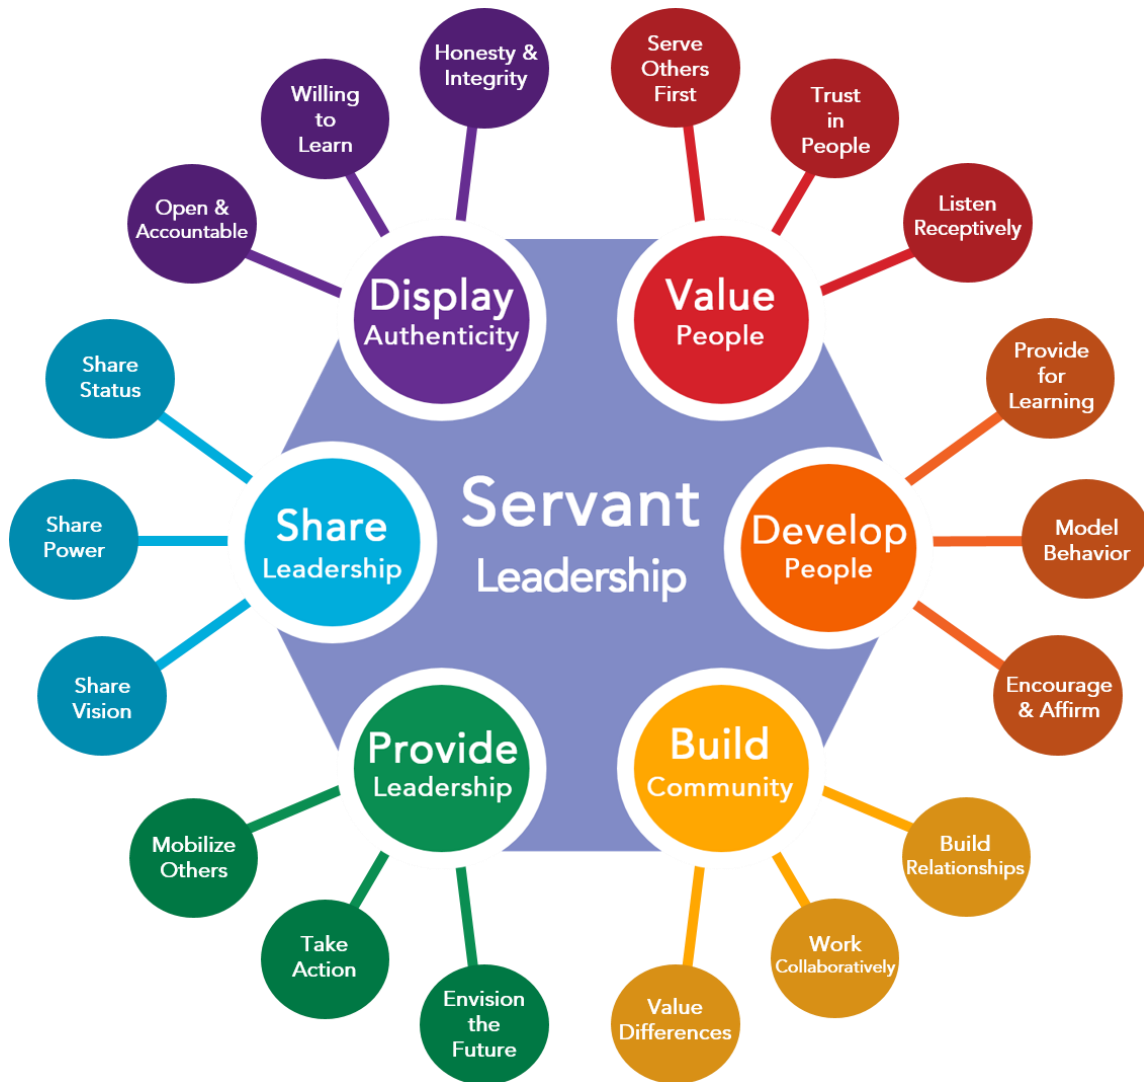 Servant
Leadership
Display
Authenticity
Open &
Accountable
Willing
to
Learn
Honesty &
Integrity
Value
People
Serve
Others
First
Trust
in
People
Listen
Receptively
Develop
People
Provide
for
Learning
Model
Behavior
Encourage
& Affirm
Build
Community
Build
Relationships
Work
Collaboratively
Value
Differences
Provide
Leadership
Envision
the
Future
Take
Action
Mobilize
Others
Share
Leadership
Share
Vision
Share
Power
Share
Status